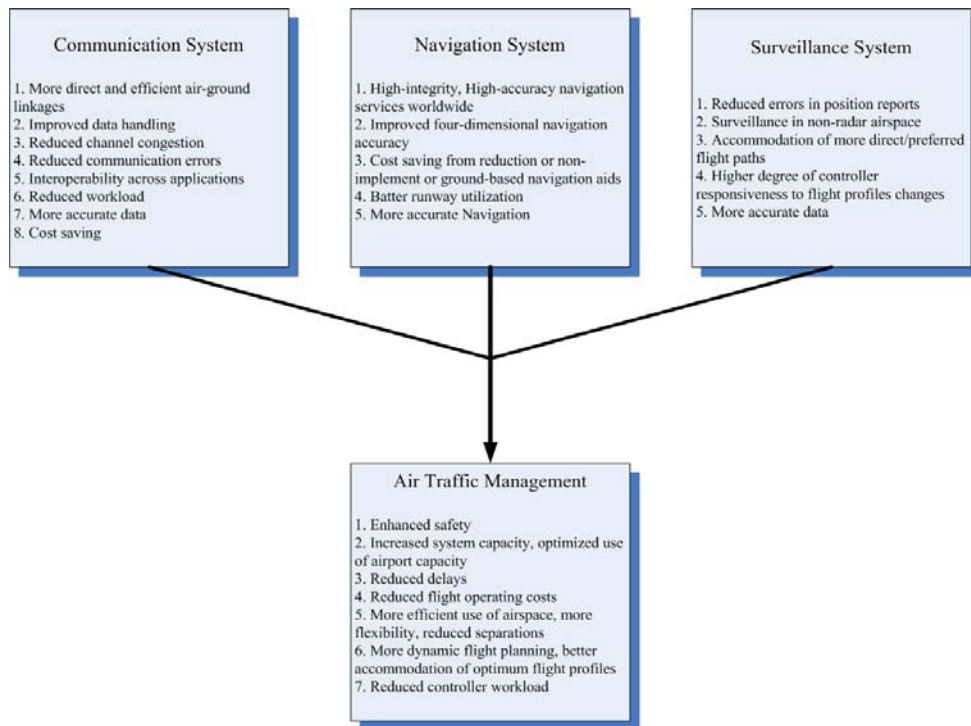 Communication System
1. More direct and efficient air-ground
linkages
2. Improved data handling
3. Reduced channel congestion
4. Reduced communication errors
5. Interoperability across applications
6. Reduced workload
7. More accurate data
8. Cost saving
Navigation System
1. High-integrity, High-accuracy navigation
services worldwide
2. Improved four-dimensional navigation
accuracy
3. Cost saving from reduction or non-
implement or ground-based navigation aids
4. Batter runway utilization
5. More accurate Navigation
Surveillance System
1. Reduced errors in position reports
2. Surveillance in non-radar airspace
3. Accommodation of more direct/preferred
flight paths
4. Higher degree of controller
responsiveness to flight profiles changes
5. More accurate data
Air Traffic Management
1. Enhanced safety
2. Increased system capacity, optimized use
of airport capacity
3. Reduced delays
4. Reduced flight operating costs
5. More efficient use of airspace, more
flexibility, reduced separations
6. More dynamic flight planning, better
accommodation of optimum flight profiles
7. Reduced controller workload